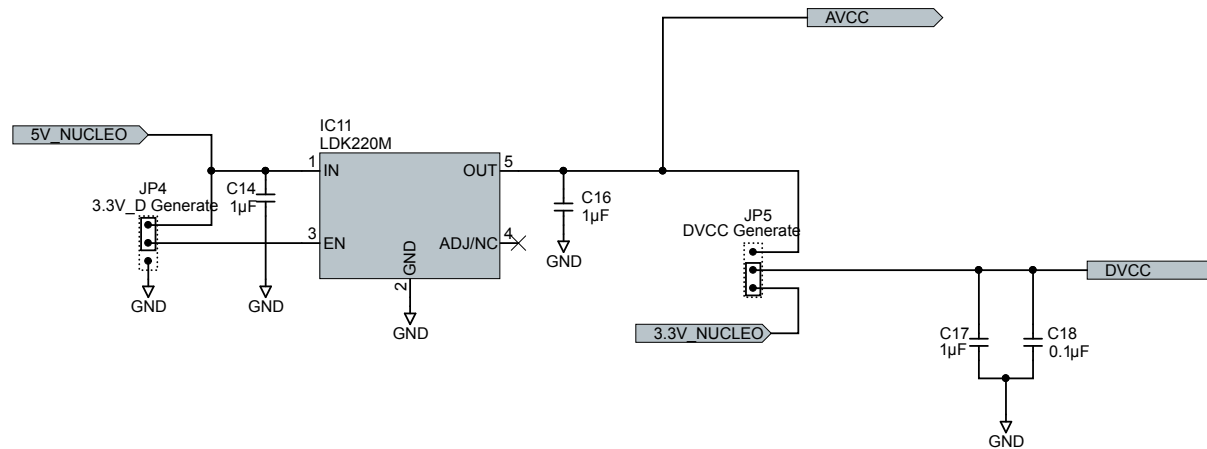 AVCC
5V_NUCLEO
IC11
LDK220M
1
IN
OUT
5
JP4
3.3V_D Generate
C14
1µF
C16
1µF
3
EN
ADJ/NC
4
GND
2
GND
GND
GND
GND
JP5
DVCC Generate
DVCC
3.3V_NUCLEO
C17
1µF
C18
0.1µF
GND